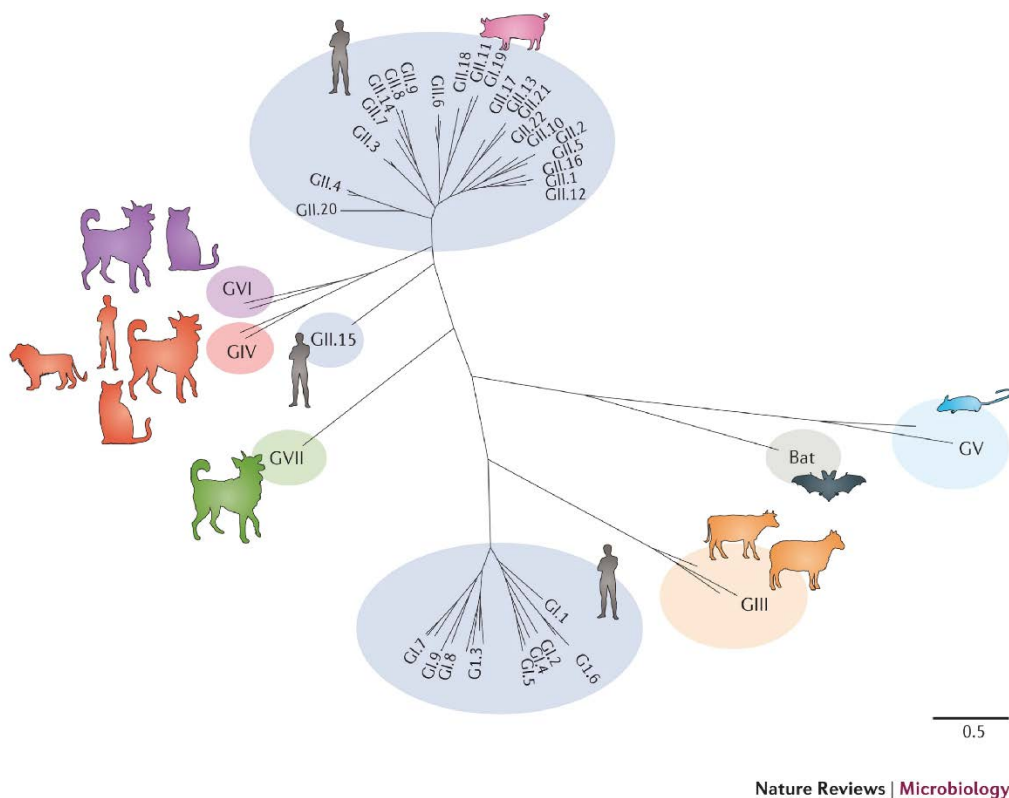 GII.9
GII.8
GII.14
GII.7
GII.3
GII.4
GII.20
GII.6
GII.18
GII.11
GI.19
GII.17
GII.13
GII.21
GII.22
GII.10
GII.2
GII.5
GII.16
GII.1
GII.12
GVI
GIV
GII.15
GVII
GV
Bat
GIII
GI.7
GI.9
GI.8
G1.3
GI.1
GI.2
GI.4
GI.5
G1.6
0.5
Nature Reviews | Microbiology